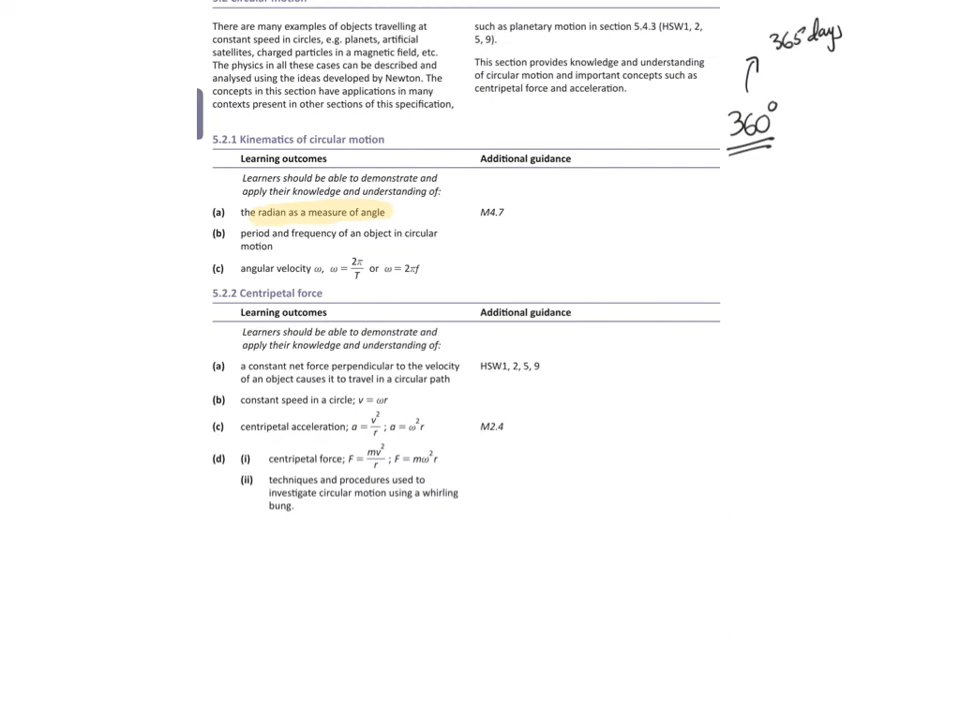 5.2 Circular motion
There are many examples of objects travelling at
constant speed in circles, e.g. planets, artificial
satellites, charged particles in a magnetic field, etc.
The physics in all these cases can be described and
analysed using the ideas developed by Newton. The
concepts in this section have applications in many
contexts present in other sections of this specification,
such as planetary motion in section 5.4.3 (HSW1, 2,
5, 9).
This section provides knowledge and understanding
of circular motion and important concepts such as
centripetal force and acceleration.
365 days
360°
5.2.1 Kinematics of circular motion
Learning outcomes Additional guidance
Learners should be able to demonstrate and
apply their knowledge and understanding of:
(a) the radian as a measure of angle M4.7
(b) period and frequency of an object in circular
motion
(c) angular velocity ω, ω = 2π/T or ω = 2πf
5.2.2 Centripetal force
Learning outcomes Additional guidance
Learners should be able to demonstrate and
apply their knowledge and understanding of:
(a) a constant net force perpendicular to the velocity HSW1, 2, 5, 9
of an object causes it to travel in a circular path
(b) constant speed in a circle; v = ωr
(c) centripetal acceleration; a = v²/r ; a = ω²r M2.4
(d) (i) centripetal force; F = mv²/r ; F = mω²r
(ii) techniques and procedures used to
investigate circular motion using a whirling
bung.